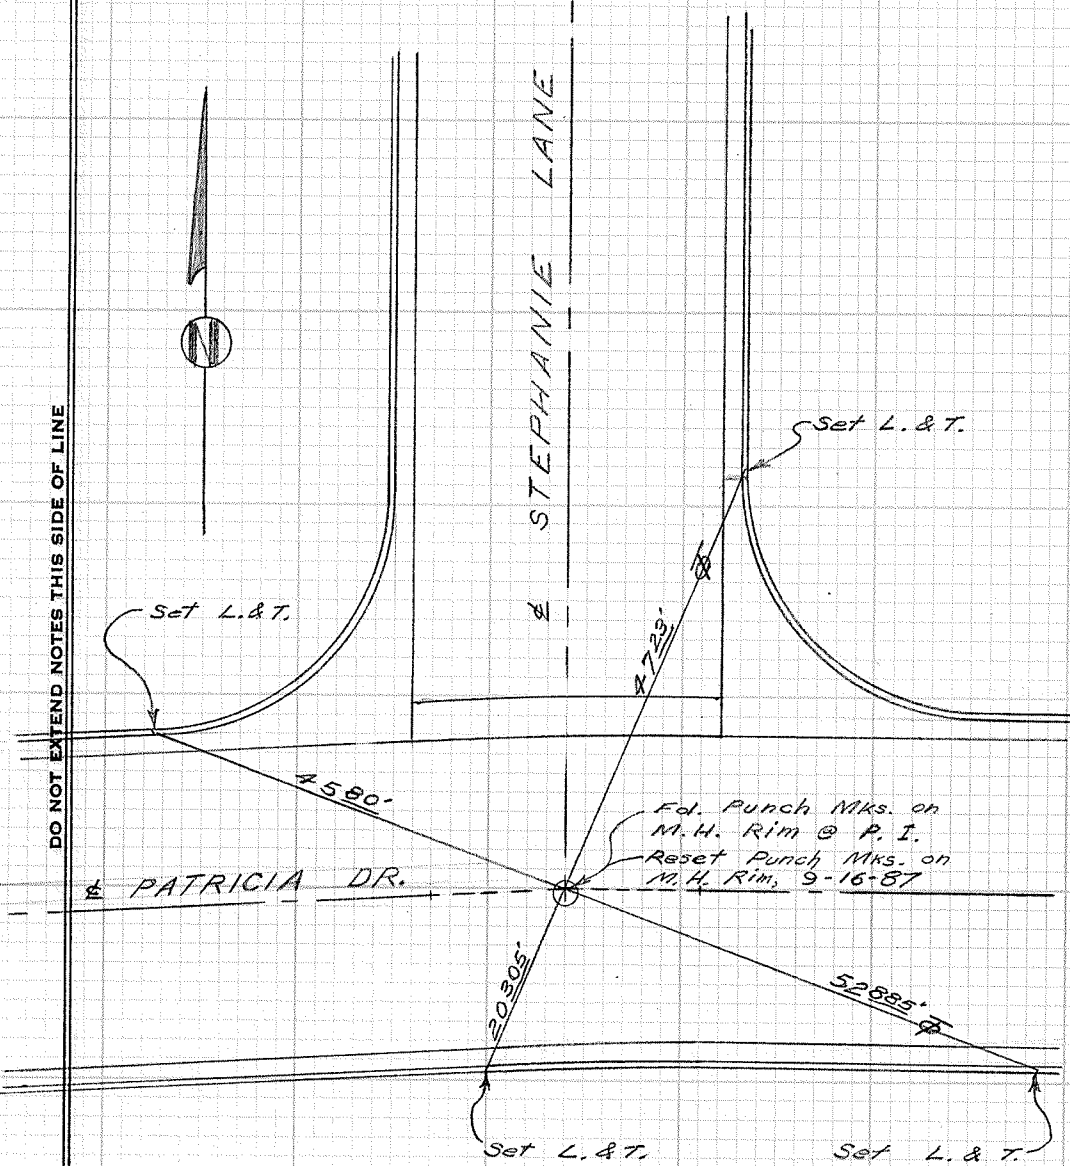 DO NOT EXTEND NOTES THIS SIDE OF LINE
N
℄ STEPHANIE LANE
Set L. & T.
Set L. & T.
47 23'
45 80'
Fd. Punch Mks. on
M.H. Rim @ P. I.
Reset Punch Mks. on
M.H. Rim, 9-16-87
℄ PATRICIA DR.
20 305'
52 885'
Set L. & T.
Set L. & T.